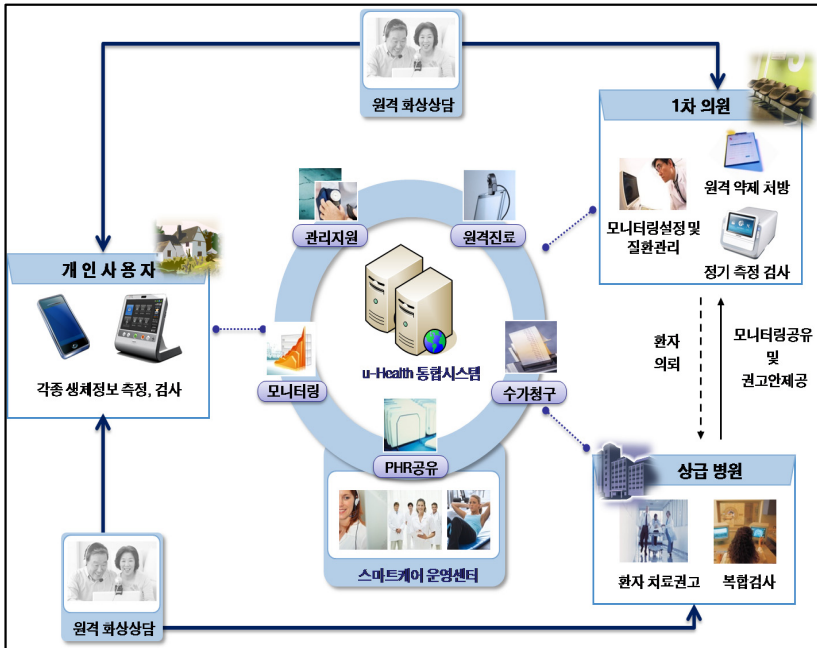 원격 화상상담
1차 의원
원격 약제 처방
모니터링설정 및
질환관리
정기 측정 검사
관리지원
원격진료
개인사용자
각종 생체정보 측정, 검사
모니터링
u-Health 통합시스템
수가청구
PHR공유
스마트케어 운영센터
환자
의뢰
모니터링공유
및
권고안제공
상급 병원
환자 치료권고
복합검사
원격 화상상담